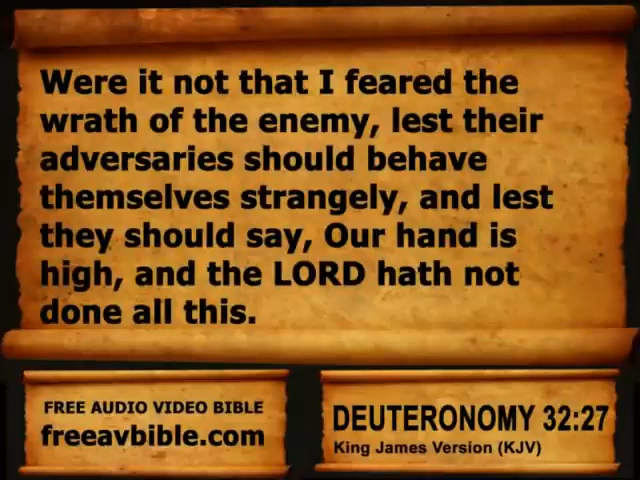 Were it not that I feared the
wrath of the enemy, lest their
adversaries should behave
themselves strangely, and lest
they should say, Our hand is
high, and the LORD hath not
done all this.
FREE AUDIO VIDEO BIBLE
freeavbible.com
DEUTERONOMY 32:27
King James Version (KJV)